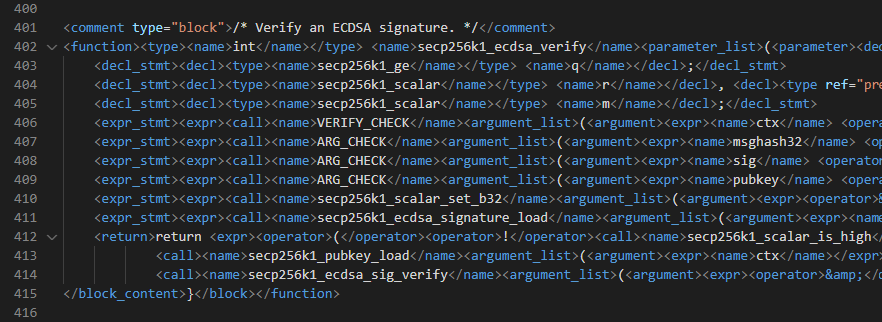 400
401 <comment type="block">/* Verify an ECDSA signature. */</comment>
402 <function><type><name>int</name></type> <name>secp256k1_ecdsa_verify</name><parameter_list>(<parameter><dec
403 <decl_stmt><decl><type><name>secp256k1_ge</name></type> <name>q</name></decl>;</decl_stmt>
404 <decl_stmt><decl><type><name>secp256k1_scalar</name></type> <name>r</name></decl>, <decl><type ref="pre
405 <decl_stmt><decl><type><name>secp256k1_scalar</name></type> <name>m</name></decl>;</decl_stmt>
406 <expr_stmt><expr><call><name>VERIFY_CHECK</name><argument_list>(<argument><expr><name>ctx</name> <opera
407 <expr_stmt><expr><call><name>ARG_CHECK</name><argument_list>(<argument><expr><name>msghash32</name> <op
408 <expr_stmt><expr><call><name>ARG_CHECK</name><argument_list>(<argument><expr><name>sig</name> <operator
409 <expr_stmt><expr><call><name>ARG_CHECK</name><argument_list>(<argument><expr><name>pubkey</name> <opera
410 <expr_stmt><expr><call><name>secp256k1_scalar_set_b32</name><argument_list>(<argument><expr><operator>&
411 <expr_stmt><expr><call><name>secp256k1_ecdsa_signature_load</name><argument_list>(<argument><expr><name
412 <return>return <expr><operator>(</operator><operator>!</operator><call><name>secp256k1_scalar_is_high</
413 <call><name>secp256k1_pubkey_load</name><argument_list>(<argument><expr><name>ctx</name></expr
414 <call><name>secp256k1_ecdsa_sig_verify</name><argument_list>(<argument><expr><operator>&amp;</o
415 </block_content>}</block></function>
416